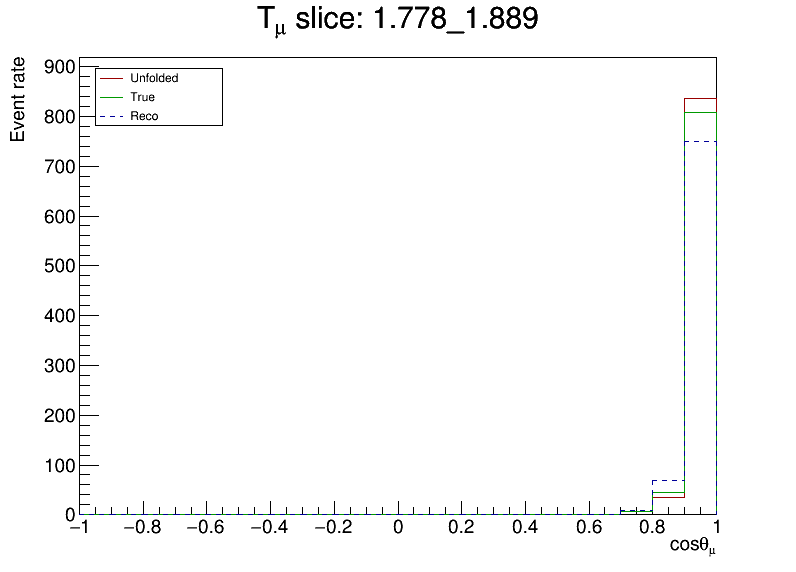 Tμ slice: 1.778_1.889
Event rate
900
800
700
600
500
400
300
200
100
0
Unfolded
True
Reco
−1 −0.8 −0.6 −0.4 −0.2 0 0.2 0.4 0.6 0.8 1
cosθμ